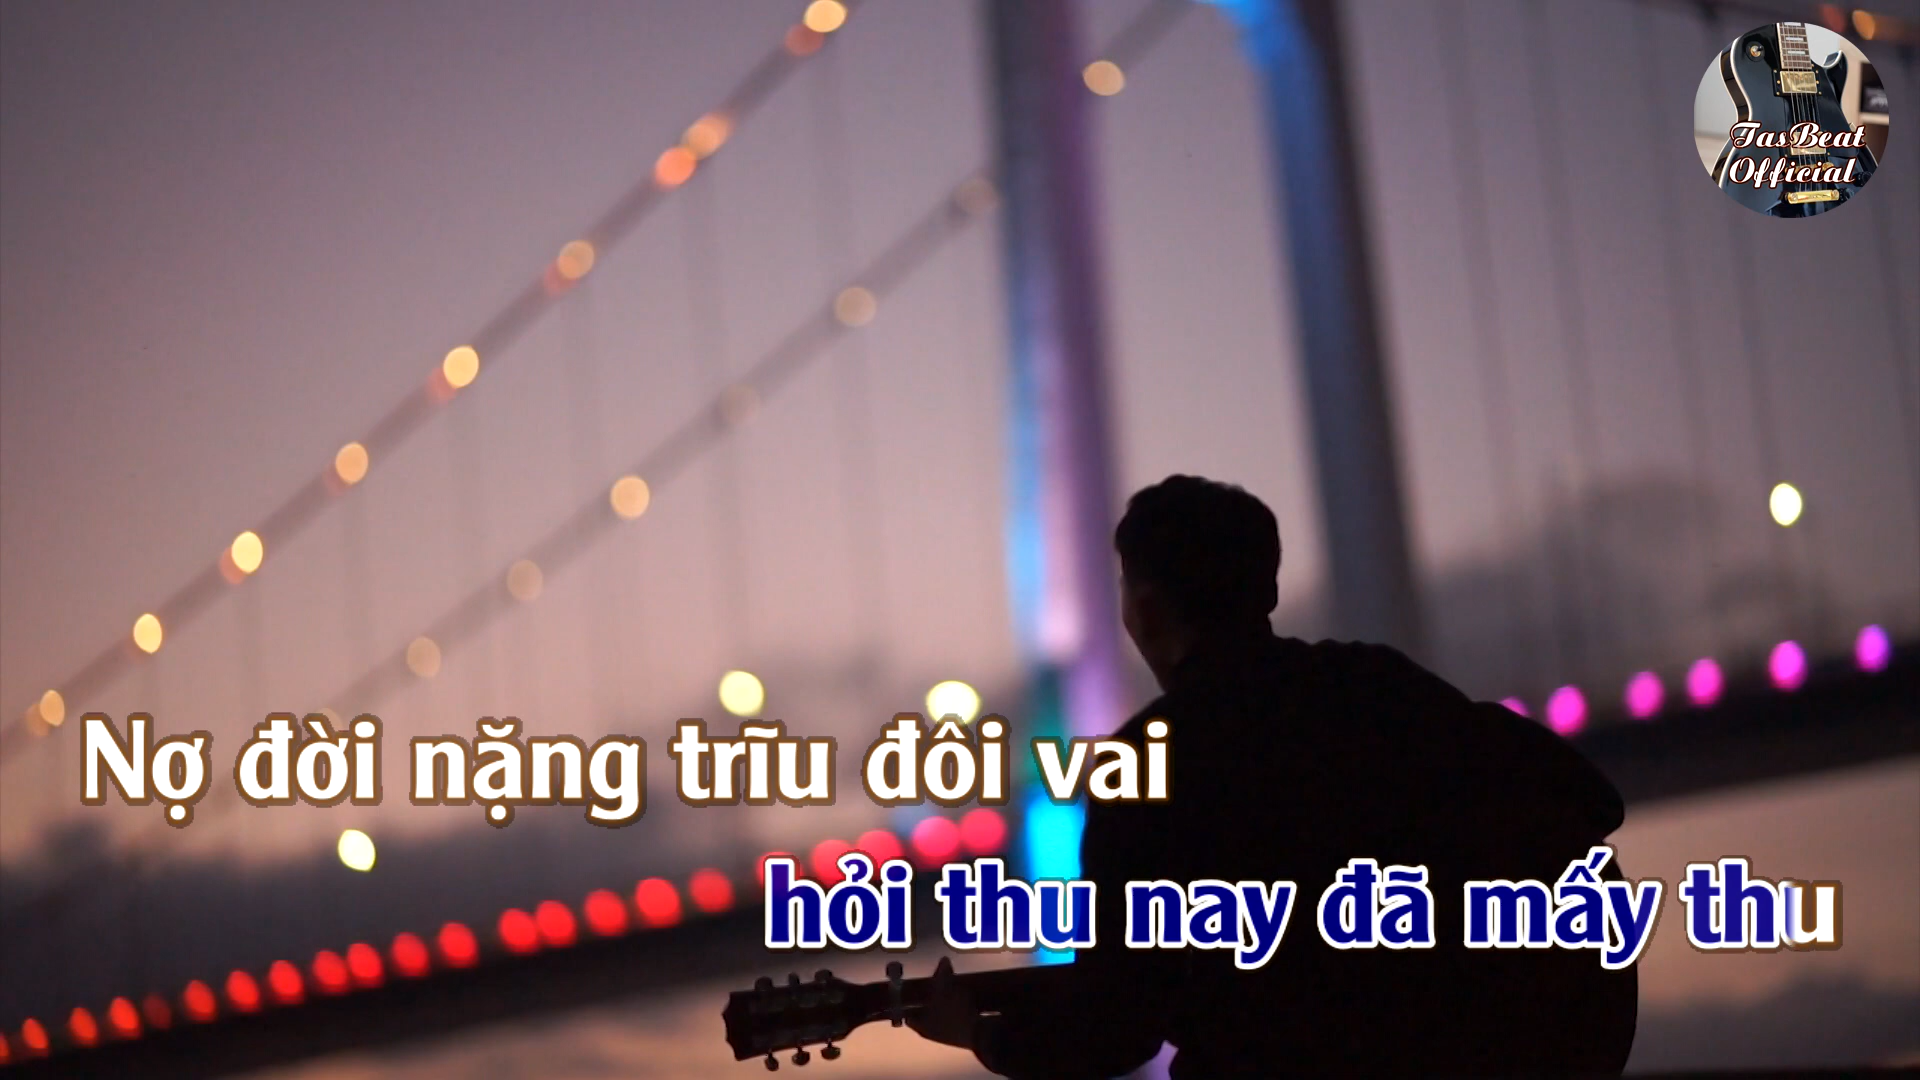 TasBeat
Official
Nợ đời nặng trĩu đôi vai
hỏi thu nay đã mấy thu